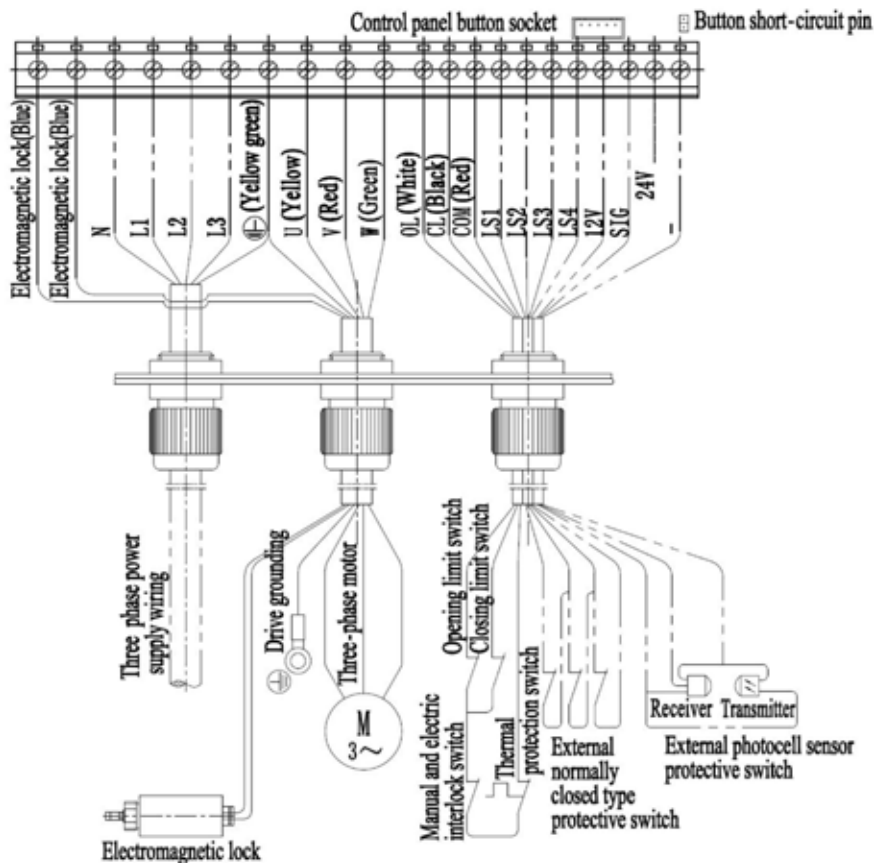 Control panel button socket
Button short-circuit pin
Electromagnetic lock(Blue)
Electromagnetic lock(Blue)
N
L1
L2
L3
(Yellow green)
U (Yellow)
V (Red)
W (Green)
OL (White)
CL (Black)
COM (Red)
LS1
LS2
LS3
LS4
12V
SIG
24V
—
Three phase power
supply wiring
Drive grounding
Three-phase motor
M
3~
Opening limit switch
Closing limit switch
Manual and electric
interlock switch
Thermal
protection switch
External
normally
closed type
protective switch
Receiver
Transmitter
External photocell sensor
protective switch
Electromagnetic lock